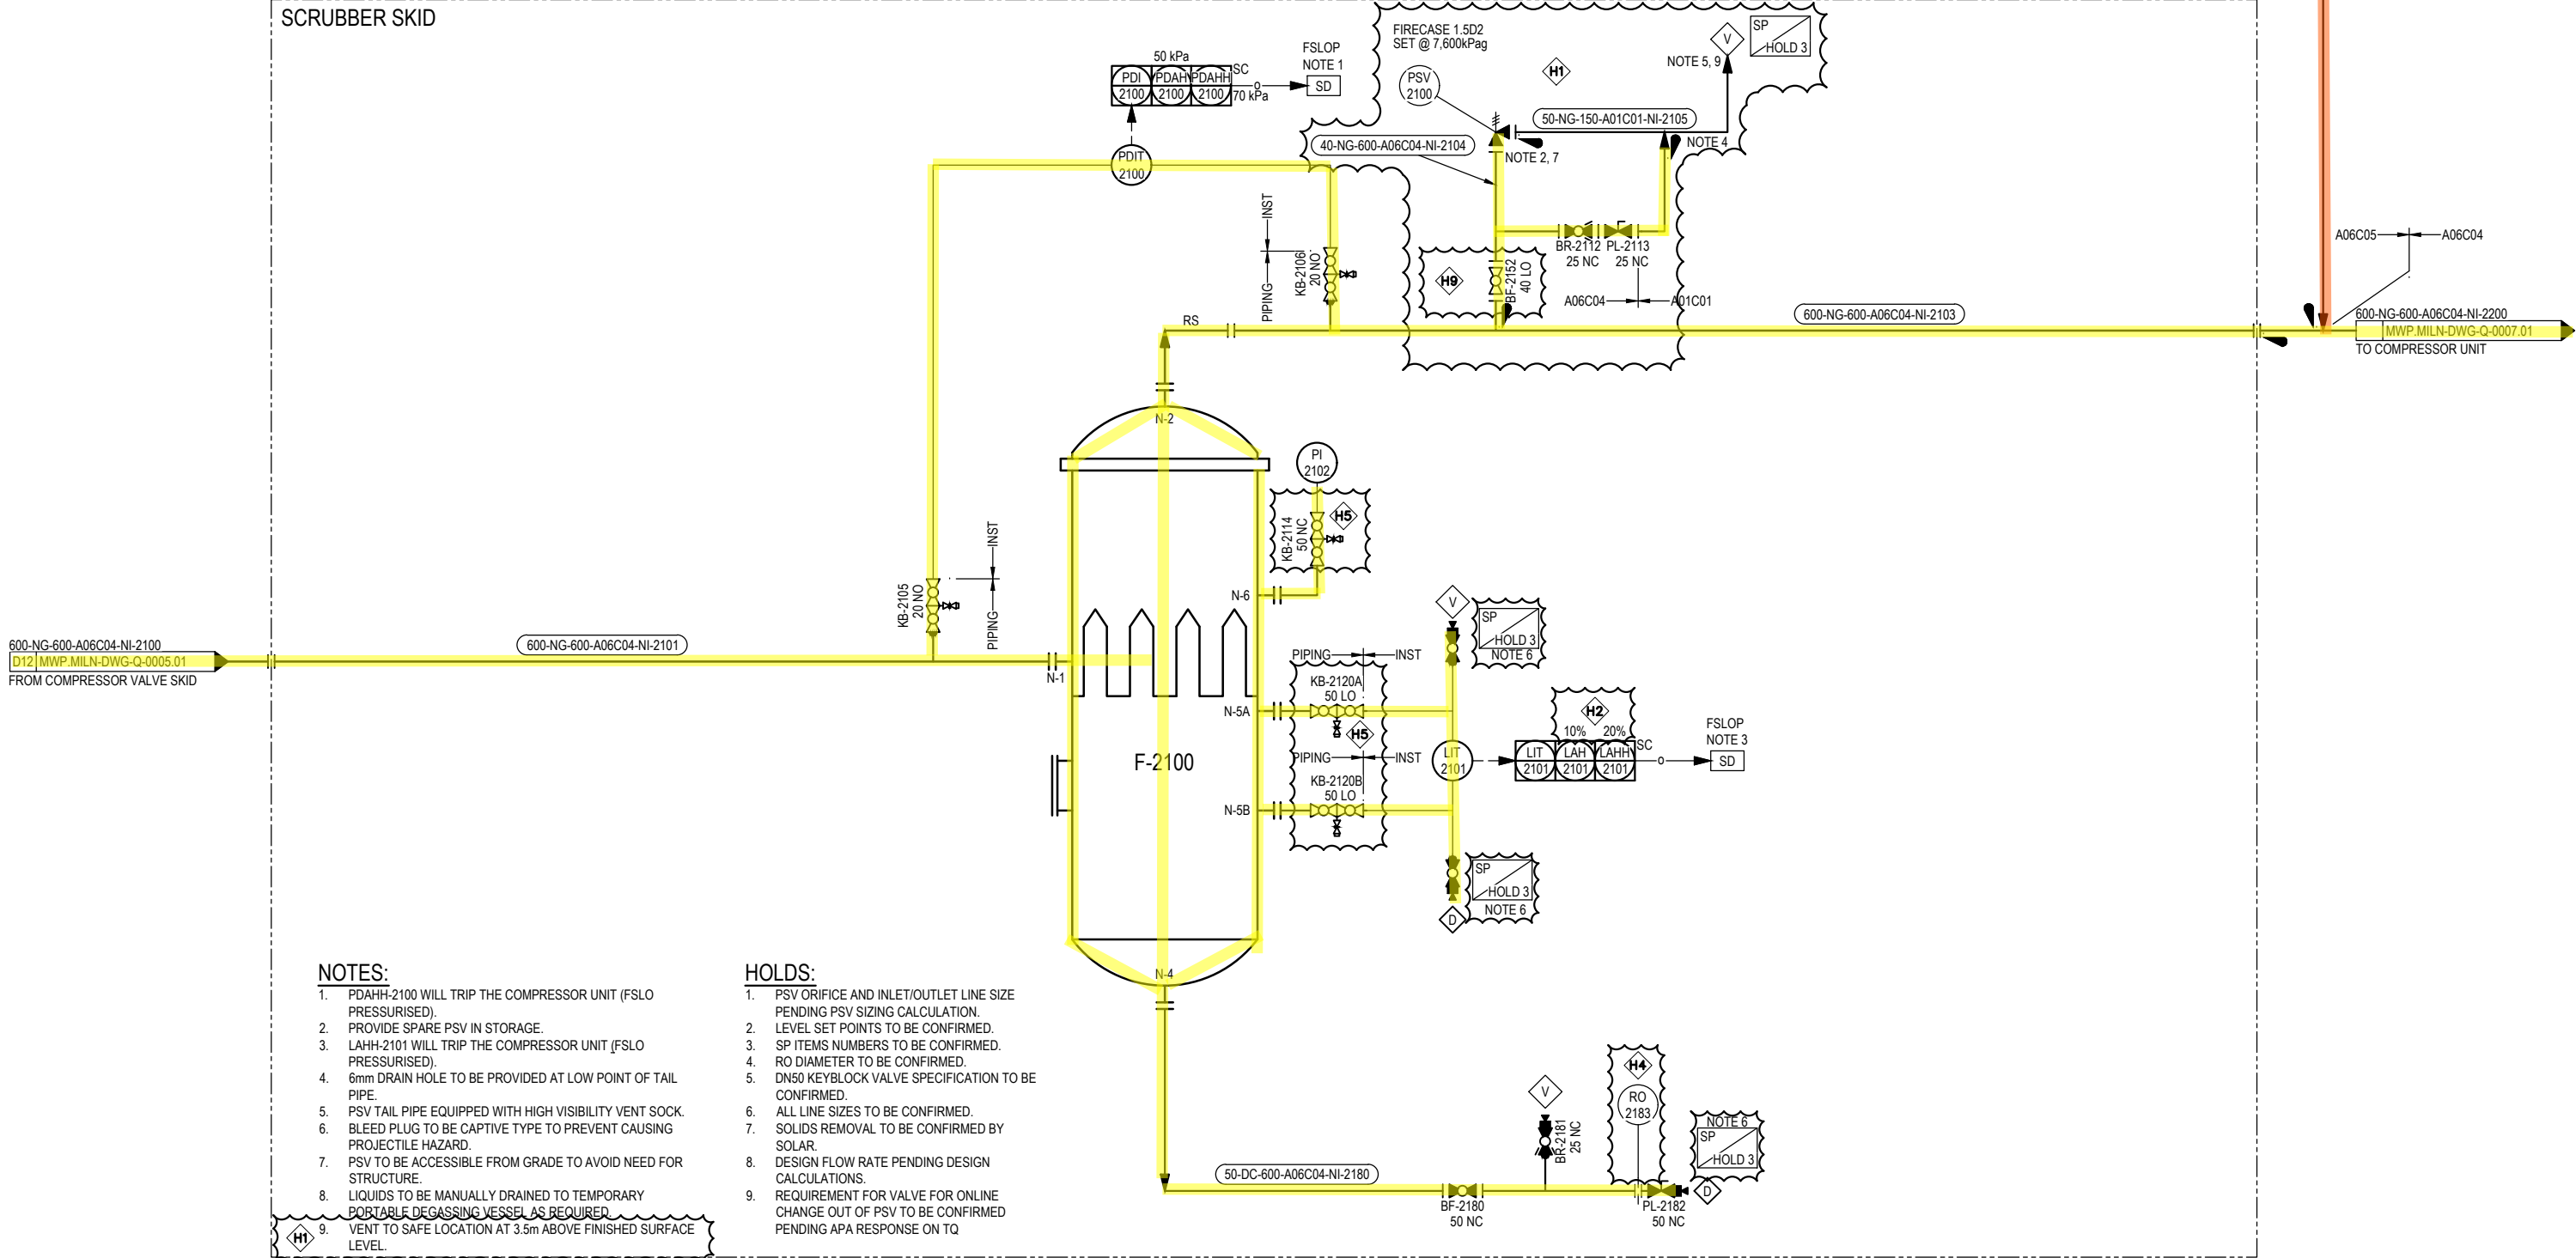 SCRUBBER SKID
50 kPa
PDI
2100
PDAH
2100
PDAHH
2100
SC
70 kPa
FSLOP
NOTE 1
SD
PDIT
2100
FIRECASE 1.5D2
SET @ 7,600kPag
PSV
2100
H1
V
SP
HOLD 3
NOTE 5, 9
50-NG-150-A01C01-NI-2105
40-NG-600-A06C04-NI-2104
NOTE 2, 7
NOTE 4
BR-2112
25 NC
PL-2113
25 NC
A06C04
A01C01
H9
BF-2152
40 LO
INST
PIPING
KB-2106
20 NO
RS
600-NG-600-A06C04-NI-2103
A06C05
A06C04
600-NG-600-A06C04-NI-2200
MWP.MILN-DWG-Q-0007.01
TO COMPRESSOR UNIT
N-2
PI
2102
H5
KB-2114
50 NC
N-6
INST
PIPING
KB-2105
20 NO
600-NG-600-A06C04-NI-2100
D12 MWP.MILN-DWG-Q-0005.01
FROM COMPRESSOR VALVE SKID
600-NG-600-A06C04-NI-2101
N-1
V
SP
HOLD 3
NOTE 6
PIPING
INST
KB-2120A
50 LO
N-5A
H5
PIPING
INST
KB-2120B
50 LO
N-5B
F-2100
LIT
2101
H2
10% 20%
LIT
2101
LAH
2101
LAHH
2101
SC
FSLOP
NOTE 3
SD
SP
HOLD 3
NOTE 6
D
N-4
NOTES:
1. PDAHH-2100 WILL TRIP THE COMPRESSOR UNIT (FSLO
PRESSURISED).
2. PROVIDE SPARE PSV IN STORAGE.
3. LAHH-2101 WILL TRIP THE COMPRESSOR UNIT (FSLO
PRESSURISED).
4. 6mm DRAIN HOLE TO BE PROVIDED AT LOW POINT OF TAIL
PIPE.
5. PSV TAIL PIPE EQUIPPED WITH HIGH VISIBILITY VENT SOCK.
6. BLEED PLUG TO BE CAPTIVE TYPE TO PREVENT CAUSING
PROJECTILE HAZARD.
7. PSV TO BE ACCESSIBLE FROM GRADE TO AVOID NEED FOR
STRUCTURE.
8. LIQUIDS TO BE MANUALLY DRAINED TO TEMPORARY
PORTABLE DEGASSING VESSEL AS REQUIRED.
9. VENT TO SAFE LOCATION AT 3.5m ABOVE FINISHED SURFACE
LEVEL.
H1
HOLDS:
1. PSV ORIFICE AND INLET/OUTLET LINE SIZE
PENDING PSV SIZING CALCULATION.
2. LEVEL SET POINTS TO BE CONFIRMED.
3. SP ITEMS NUMBERS TO BE CONFIRMED.
4. RO DIAMETER TO BE CONFIRMED.
5. DN50 KEYBLOCK VALVE SPECIFICATION TO BE
CONFIRMED.
6. ALL LINE SIZES TO BE CONFIRMED.
7. SOLIDS REMOVAL TO BE CONFIRMED BY
SOLAR.
8. DESIGN FLOW RATE PENDING DESIGN
CALCULATIONS.
9. REQUIREMENT FOR VALVE FOR ONLINE
CHANGE OUT OF PSV TO BE CONFIRMED
PENDING APA RESPONSE ON TQ
50-DC-600-A06C04-NI-2180
BF-2180
50 NC
V
BR-2181
25 NC
H4
RO
2183
NOTE 6
SP
HOLD 3
D
PL-2182
50 NC